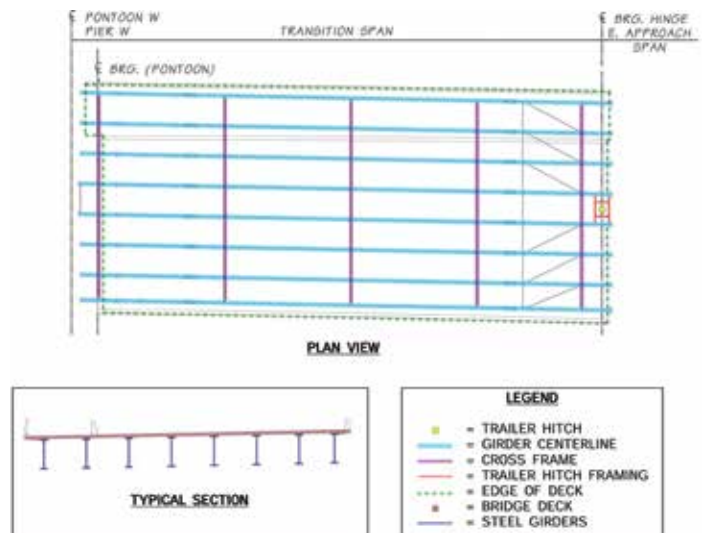 ℄ PONTOON W
PIER W
TRANSITION SPAN
℄ BRG. HINGE
E. APPROACH
SPAN
℄ BRG. (PONTOON)
PLAN VIEW
TYPICAL SECTION
LEGEND
= TRAILER HITCH
= GIRDER CENTERLINE
= CROSS FRAME
= TRAILER HITCH FRAMING
= EDGE OF DECK
= BRIDGE DECK
= STEEL GIRDERS